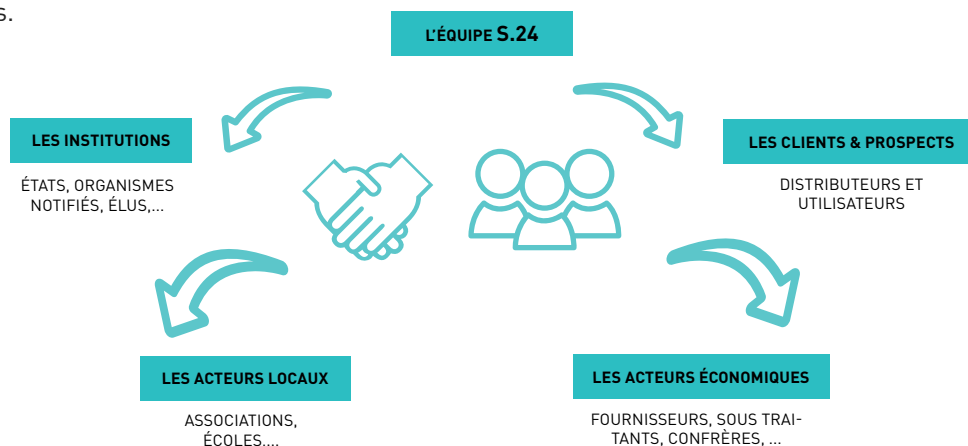 s.
L'ÉQUIPE S.24
LES INSTITUTIONS
ÉTATS, ORGANISMES
NOTIFIÉS, ÉLUS,...
LES CLIENTS & PROSPECTS
DISTRIBUTEURS ET
UTILISATEURS
LES ACTEURS LOCAUX
ASSOCIATIONS,
ÉCOLES,...
LES ACTEURS ÉCONOMIQUES
FOURNISSEURS, SOUS TRAI-
TANTS, CONFRÈRES, ...